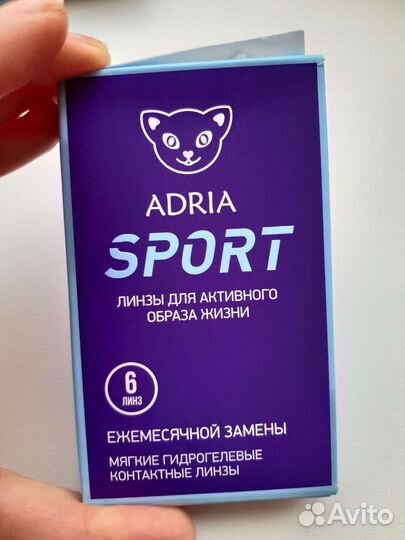 ADRIA
SPORT
ЛИНЗЫ ДЛЯ АКТИВНОГО
ОБРАЗА ЖИЗНИ
6
ЛИНЗ
ЕЖЕМЕСЯЧНОЙ ЗАМЕНЫ
МЯГКИЕ ГИДРОГЕЛЕВЫЕ
КОНТАКТНЫЕ ЛИНЗЫ
Avito